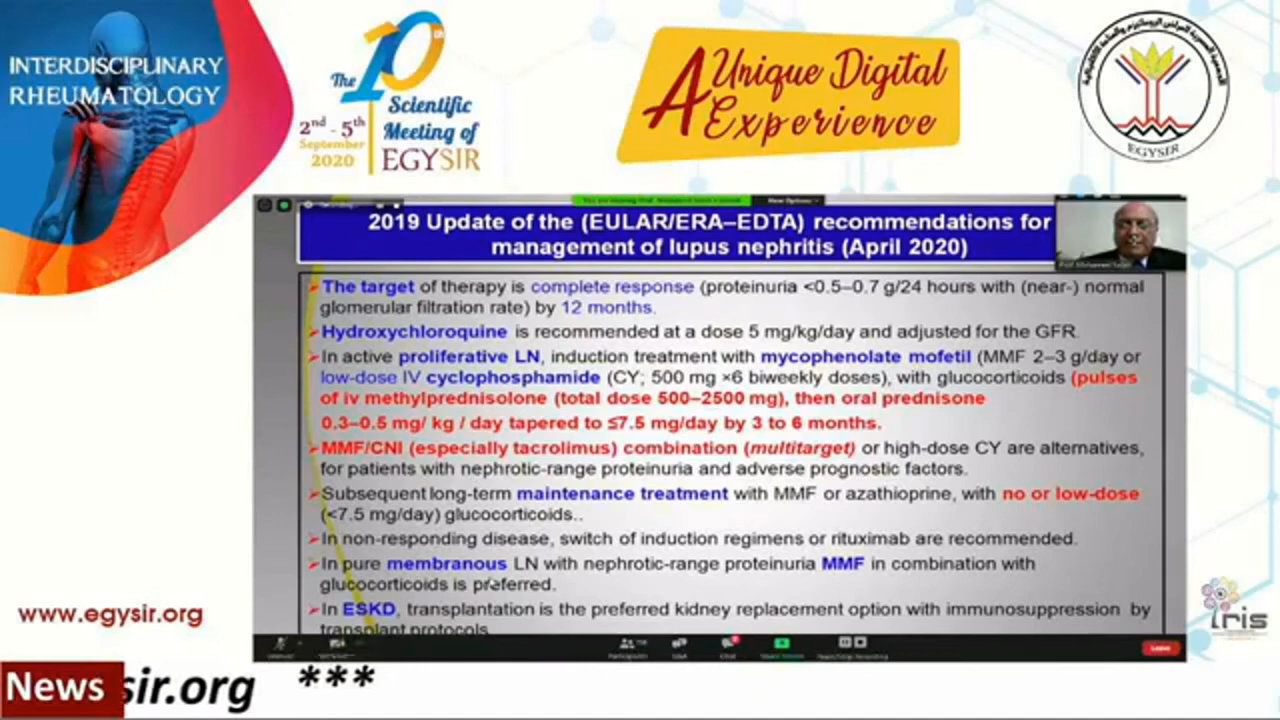 INTERDISCIPLINARY
RHEUMATOLOGY
The 10th
Scientific
Meeting of
EGYSIR
2nd - 5th
September
2020
A Unique Digital
Experience
EGYSIR
2019 Update of the (EULAR/ERA–EDTA) recommendations for
management of lupus nephritis (April 2020)
➢The target of therapy is complete response (proteinuria <0.5–0.7 g/24 hours with (near-) normal
glomerular filtration rate) by 12 months.
➢Hydroxychloroquine is recommended at a dose 5 mg/kg/day and adjusted for the GFR.
➢In active proliferative LN, induction treatment with mycophenolate mofetil (MMF 2–3 g/day or
low-dose IV cyclophosphamide (CY; 500 mg ×6 biweekly doses), with glucocorticoids (pulses
of iv methylprednisolone (total dose 500–2500 mg), then oral prednisone
0.3–0.5 mg/ kg / day tapered to ≤7.5 mg/day by 3 to 6 months.
➢MMF/CNI (especially tacrolimus) combination (multitarget) or high-dose CY are alternatives,
for patients with nephrotic-range proteinuria and adverse prognostic factors.
➢Subsequent long-term maintenance treatment with MMF or azathioprine, with no or low-dose
(<7.5 mg/day) glucocorticoids..
➢In non-responding disease, switch of induction regimens or rituximab are recommended.
➢In pure membranous LN with nephrotic-range proteinuria MMF in combination with
glucocorticoids is preferred.
➢In ESKD, transplantation is the preferred kidney replacement option with immunosuppression by
transplant protocols
Leave
www.egysir.org
iris
News
sir.org ***